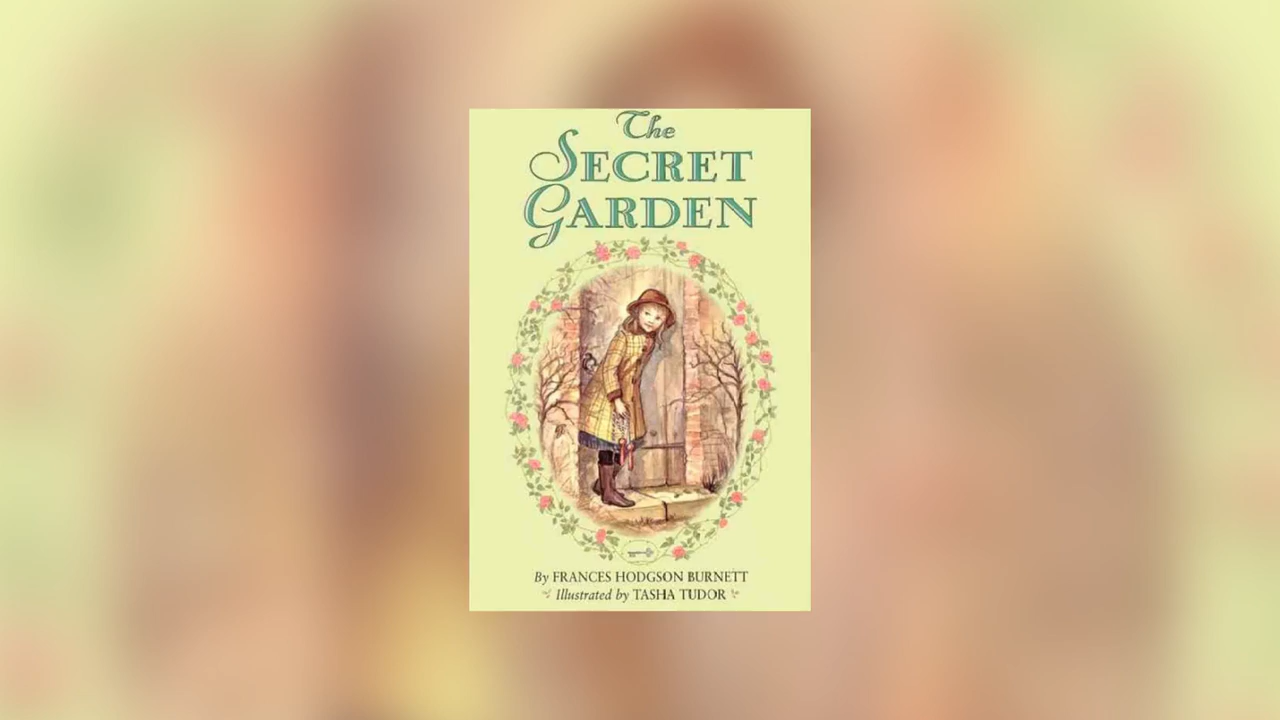 The
SECRET
GARDEN
By FRANCES HODGSON BURNETT
Illustrated by TASHA TUDOR